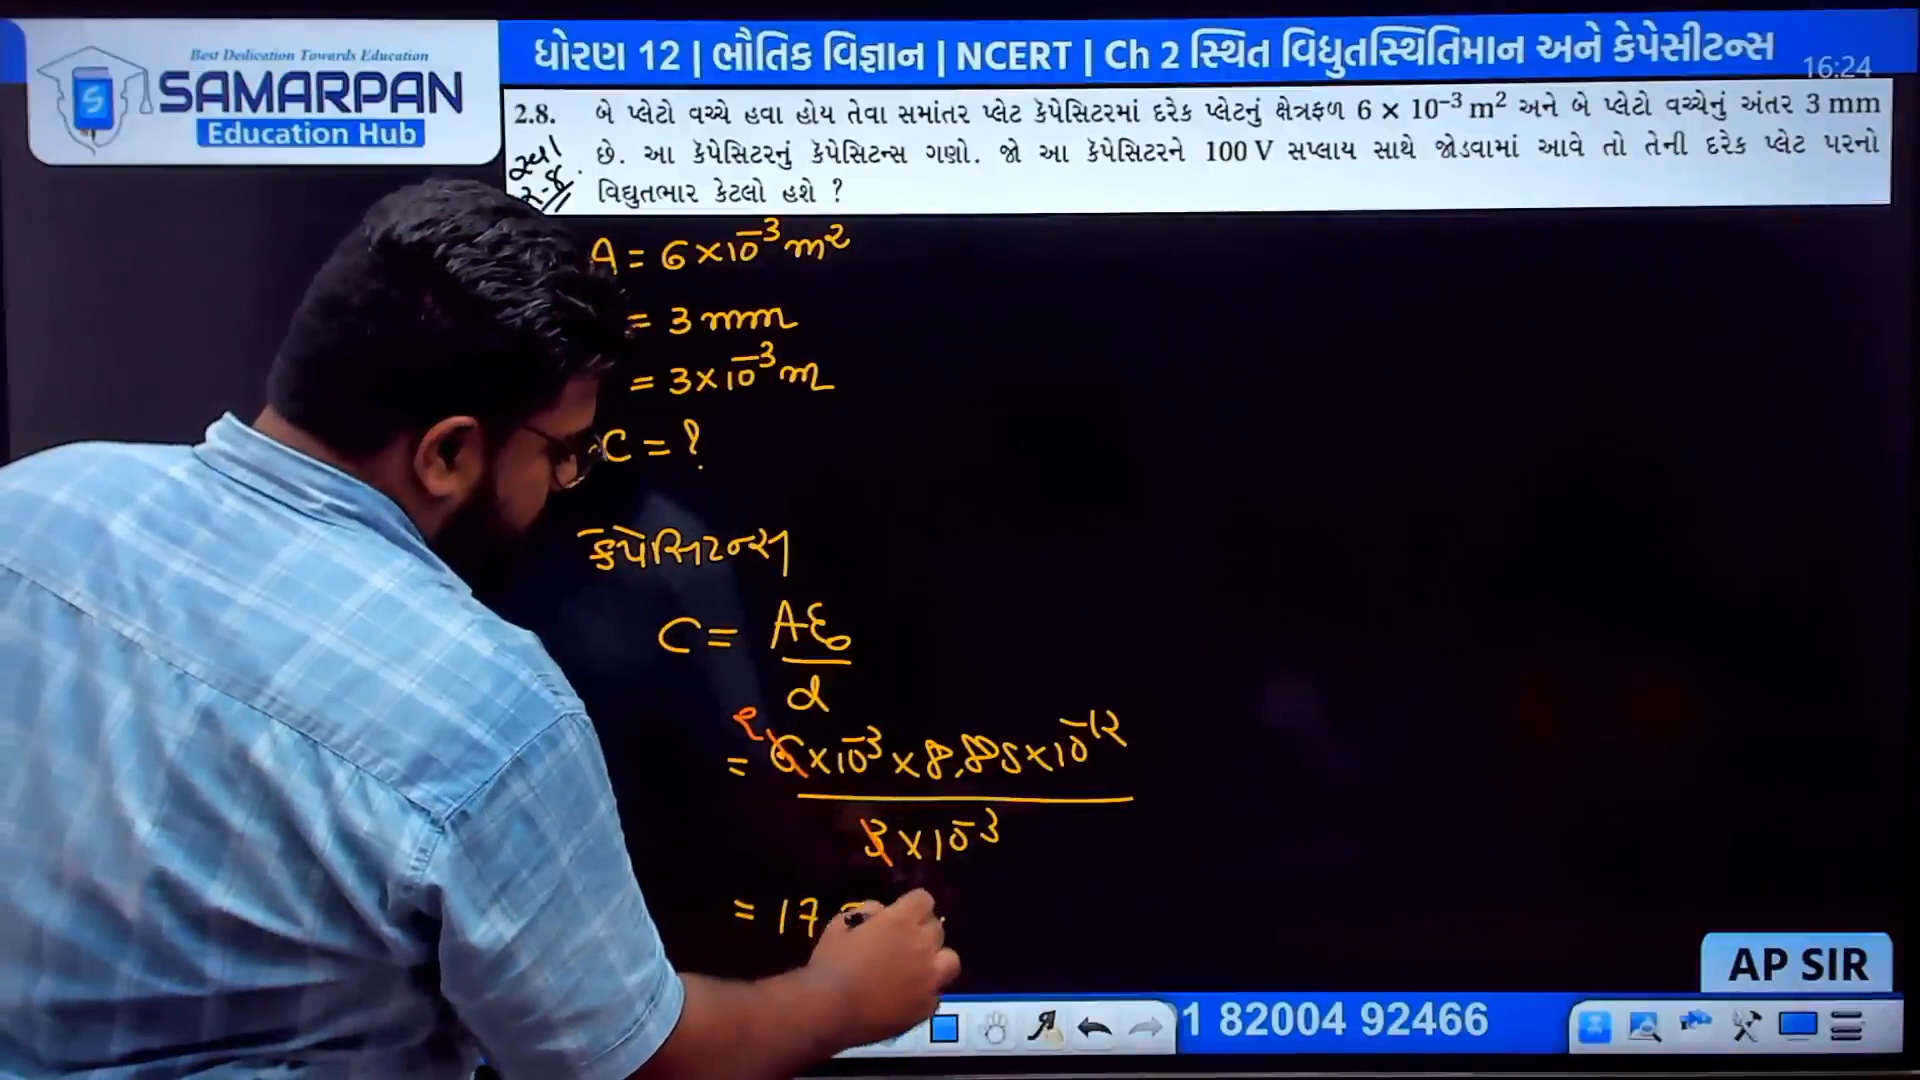 Best Dedication Towards Education
SAMARPAN
Education Hub
ધોરણ 12 | ભૌતિક વિજ્ઞાન | NCERT | Ch 2 સ્થિત વિદ્યુતસ્થિતિમાન અને કેપેસીટન્સ
16:24
2.8. બે પ્લેટો વચ્ચે હવા હોય તેવા સમાંતર પ્લેટ કૅપેસિટરમાં દરેક પ્લેટનું ક્ષેત્રફળ 6 × 10⁻³ m² અને બે પ્લેટો વચ્ચેનું અંતર 3 mm
છે. આ કૅપેસિટરનું કૅપેસિટન્સ ગણો. જો આ કૅપેસિટરને 100 V સપ્લાય સાથે જોડવામાં આવે તો તેની દરેક પ્લેટ પરનો
વિદ્યુતભાર કેટલો હશે ?
A = 6×10⁻³ m²
= 3 mm
= 3×10⁻³ m
C = ?
કેપેસિટન્સ
C = Aε₀
d
2
= 6×10⁻³ × 8.85×10⁻¹²
3×10⁻³
= 17
AP SIR
1 82004 92466